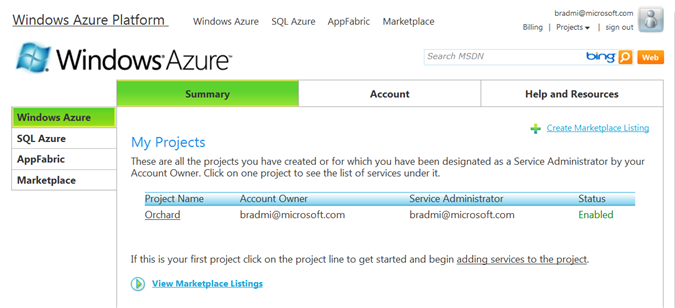 Windows Azure Platform Windows Azure SQL Azure AppFabric Marketplace
bradmi@microsoft.com
Billing | Projects | sign out
Windows Azure™
Search MSDN bing Web
Summary Account Help and Resources
Windows Azure
SQL Azure
AppFabric
Marketplace
Create Marketplace Listing
My Projects
These are all the projects you have created or for which you have been designated as a Service Administrator by your
Account Owner. Click on one project to see the list of services under it.
Project Name Account Owner Service Administrator Status
Orchard bradmi@microsoft.com bradmi@microsoft.com Enabled
If this is your first project click on the project line to get started and begin adding services to the project.
View Marketplace Listings